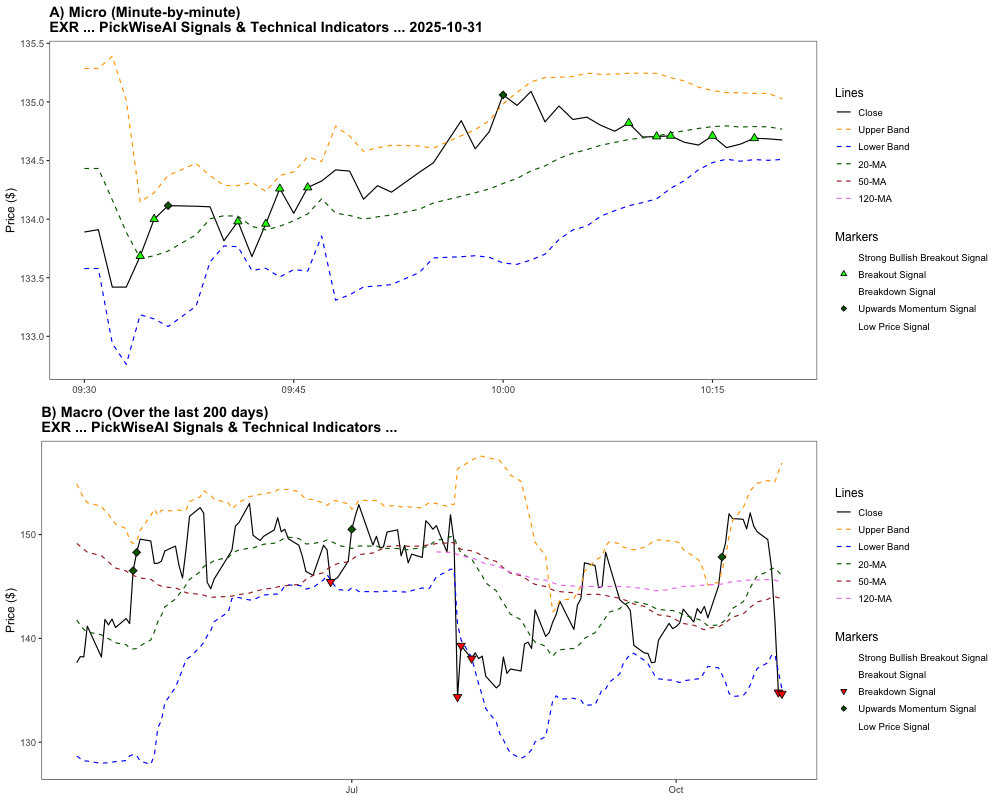 A) Micro (Minute-by-minute)
EXR ... PickWiseAI Signals & Technical Indicators ... 2025-10-31
Price ($)
135.5
135.0
134.5
134.0
133.5
133.0
09:30
09:45
10:00
10:15
Lines
Close
Upper Band
Lower Band
20-MA
50-MA
120-MA
Markers
Strong Bullish Breakout Signal
Breakout Signal
Breakdown Signal
Upwards Momentum Signal
Low Price Signal
B) Macro (Over the last 200 days)
EXR ... PickWiseAI Signals & Technical Indicators ...
Price ($)
150
140
130
Jul
Oct
Lines
Close
Upper Band
Lower Band
20-MA
50-MA
120-MA
Markers
Strong Bullish Breakout Signal
Breakout Signal
Breakdown Signal
Upwards Momentum Signal
Low Price Signal